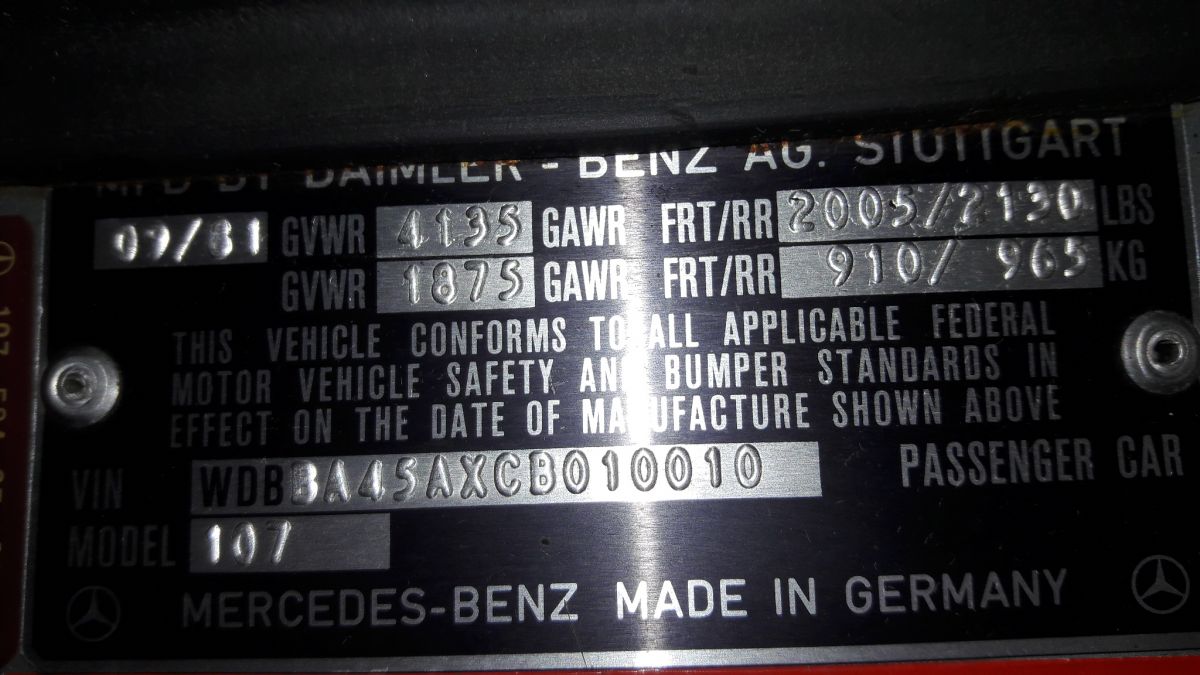 MFD BY DAIMLER - BENZ AG. STUTTGART
09/81 GVWR 4135 GAWR FRT/RR 2005/2130 LBS
GVWR 1875 GAWR FRT/RR 910/ 965 KG
THIS VEHICLE CONFORMS TO ALL APPLICABLE FEDERAL
MOTOR VEHICLE SAFETY AND BUMPER STANDARDS IN
EFFECT ON THE DATE OF MANUFACTURE SHOWN ABOVE
VIN WDBBA45AXCB010010 PASSENGER CAR
MODEL 107
MERCEDES-BENZ MADE IN GERMANY